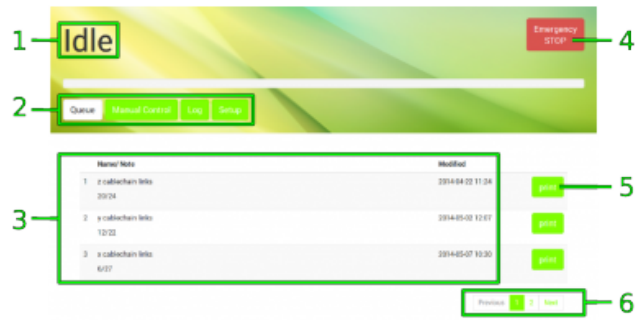 1
Idle
Emergency
STOP
4
2
Queue Manual Control Log Setup
Name/ Note Modified
1 z cablechain links 2014-04-22 11:24 print 5
20/24
3
2 y cablechain links 2014-05-02 12:07 print
12/22
3 x cablechain links 2014-05-07 10:30 print
6/27
Previous 1 2 Next 6